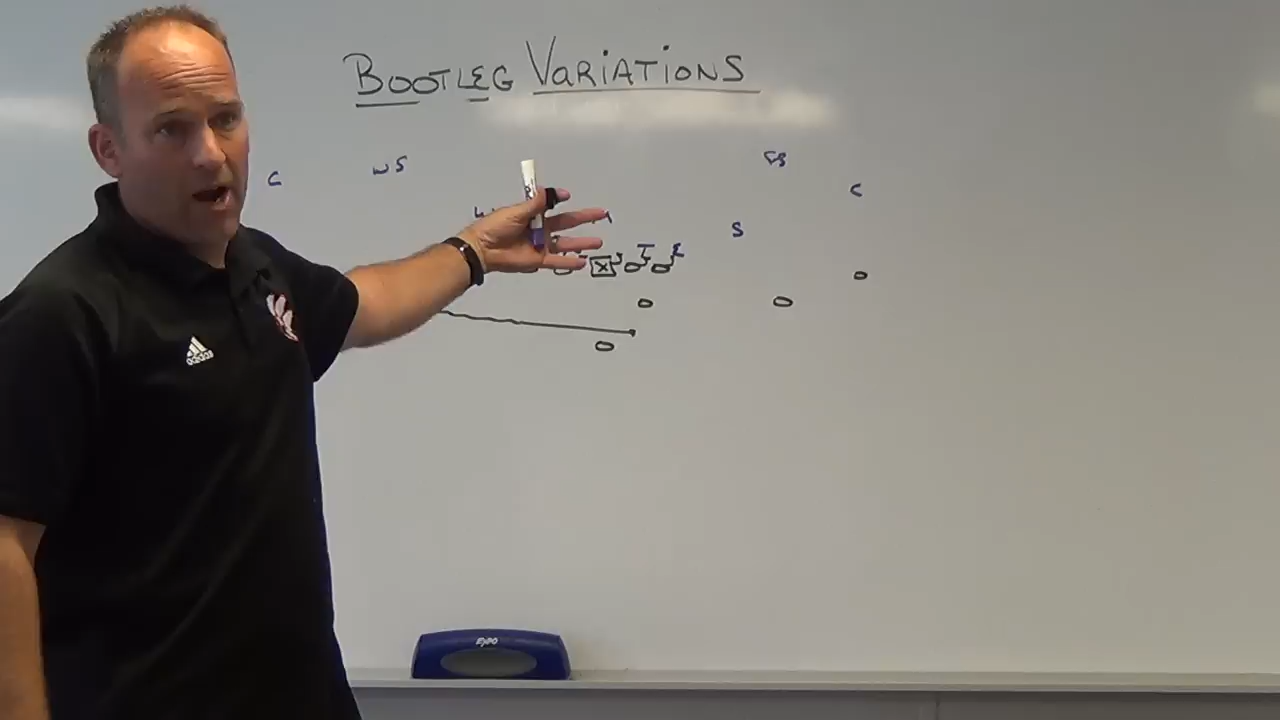 BOOTLEG VARIATIONS
C WS FS C
S
T E
X
adidas
EXPO